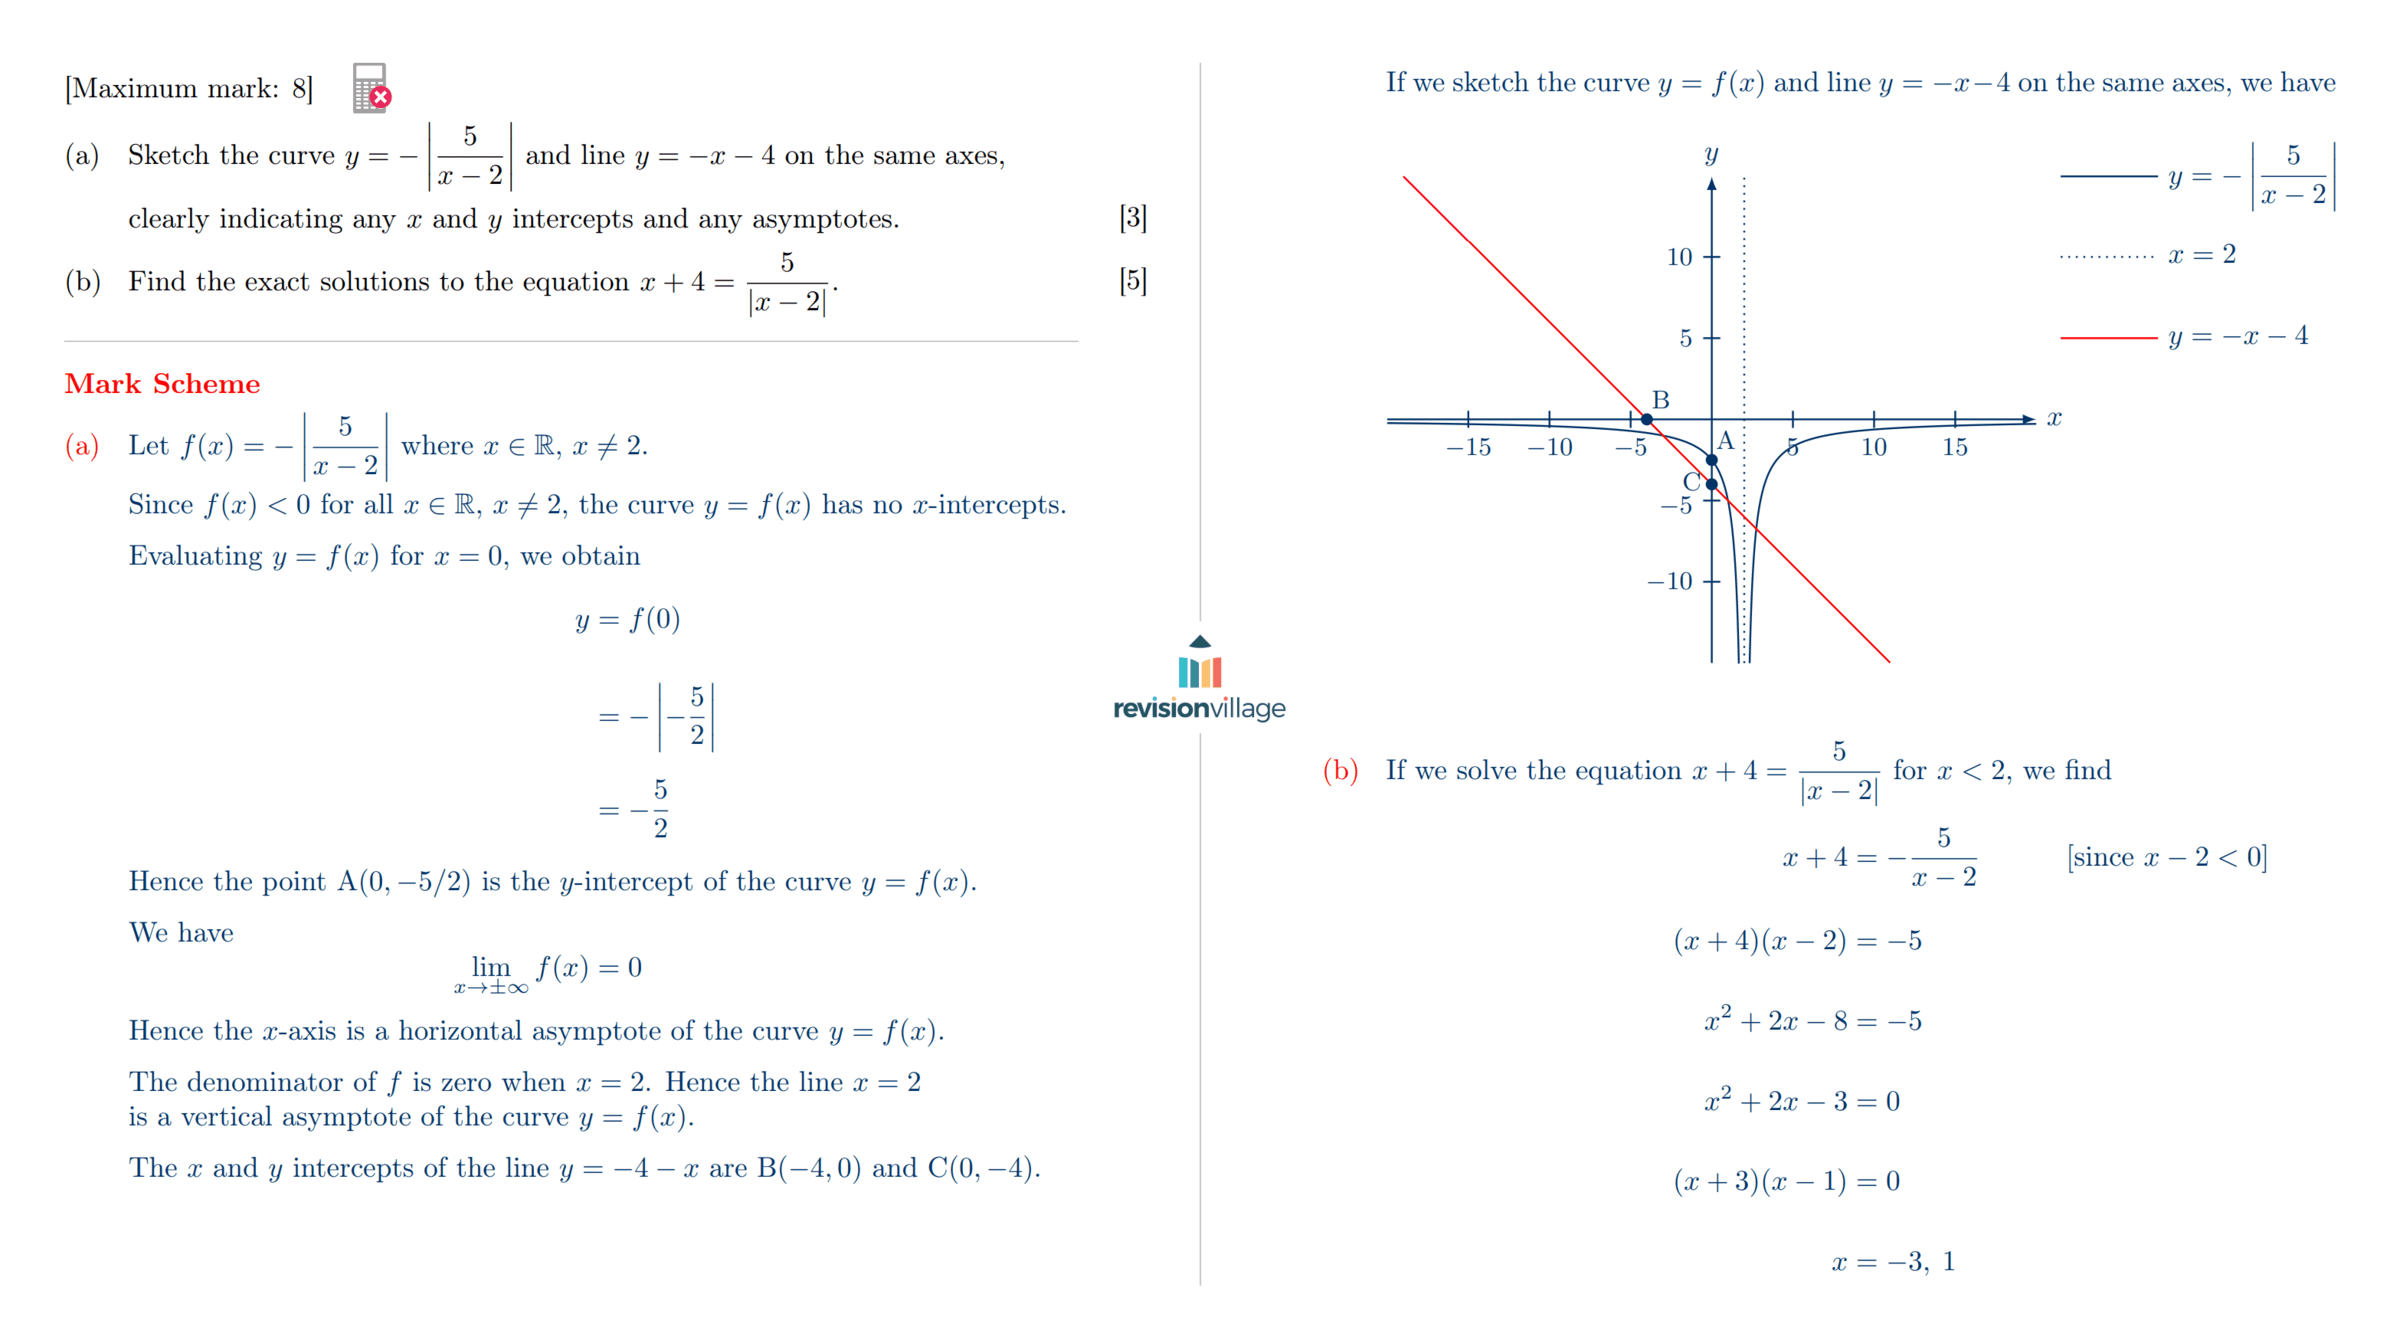 [Maximum mark: 8]
(a) Sketch the curve y = −|5/(x − 2)| and line y = −x − 4 on the same axes,
clearly indicating any x and y intercepts and any asymptotes. [3]
(b) Find the exact solutions to the equation x + 4 = 5/|x − 2|. [5]
Mark Scheme
(a) Let f(x) = −|5/(x − 2)| where x ∈ ℝ, x ≠ 2.
Since f(x) < 0 for all x ∈ ℝ, x ≠ 2, the curve y = f(x) has no x-intercepts.
Evaluating y = f(x) for x = 0, we obtain
y = f(0)
= −|−5/2|
= −5/2
Hence the point A(0, −5/2) is the y-intercept of the curve y = f(x).
We have
lim x→±∞ f(x) = 0
Hence the x-axis is a horizontal asymptote of the curve y = f(x).
The denominator of f is zero when x = 2. Hence the line x = 2
is a vertical asymptote of the curve y = f(x).
The x and y intercepts of the line y = −4 − x are B(−4, 0) and C(0, −4).
revisionvillage
If we sketch the curve y = f(x) and line y = −x−4 on the same axes, we have
y
y = −|5/(x − 2)|
x = 2
y = −x − 4
10
5
B
x
A
−15 −10 −5 5 10 15
C
−5
−10
(b) If we solve the equation x + 4 = 5/|x − 2| for x < 2, we find
x + 4 = −5/(x − 2) [since x − 2 < 0]
(x + 4)(x − 2) = −5
x² + 2x − 8 = −5
x² + 2x − 3 = 0
(x + 3)(x − 1) = 0
x = −3, 1